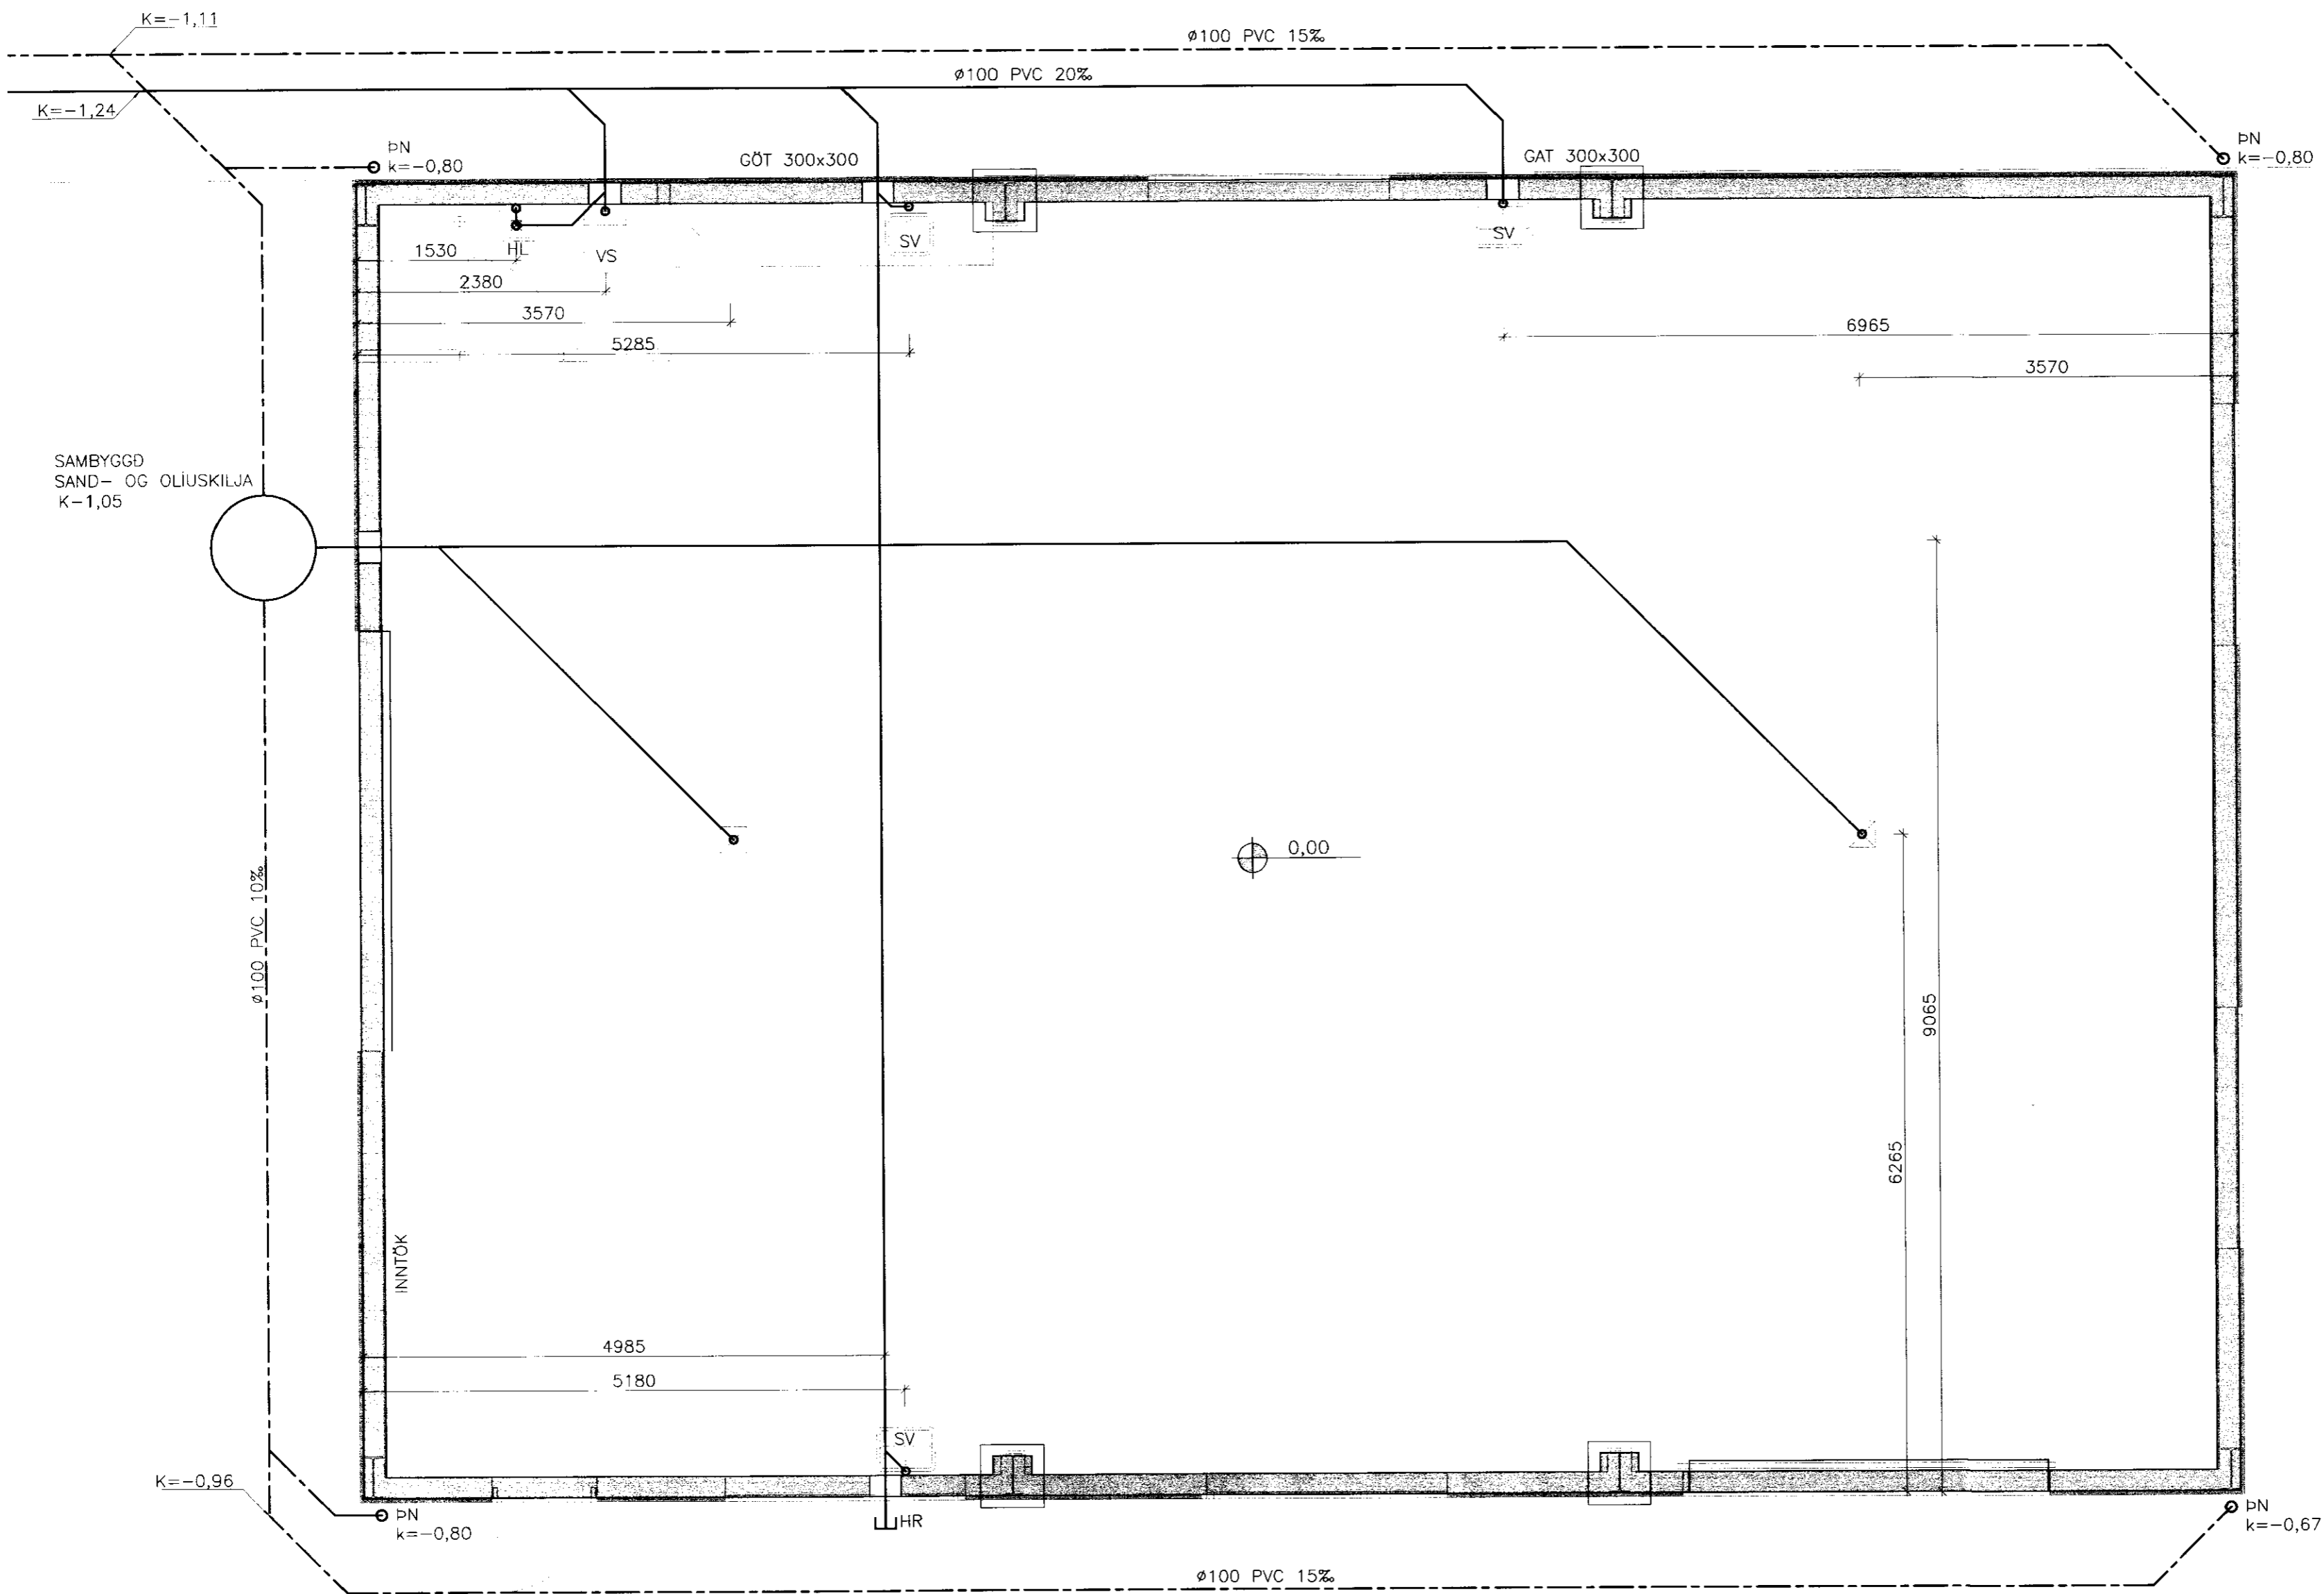 K=-1,11
ø100 PVC 15‰
ø100 PVC 20‰
K=-1,24
ÞN
k=-0,80
GÖT 300x300
GAT 300x300
ÞN
k=-0,80
HL
VS
SV
SV
1530
2380
3570
5285
6965
3570
SAMBYGGÐ
SAND- OG OLÍUSKILJA
K-1,05
0,00
ø100 PVC 10‰
9065
6265
INNTÖK
4985
5180
SV
K=-0,96
ÞN
k=-0,80
HR
ÞN
k=-0,67
ø100 PVC 15‰